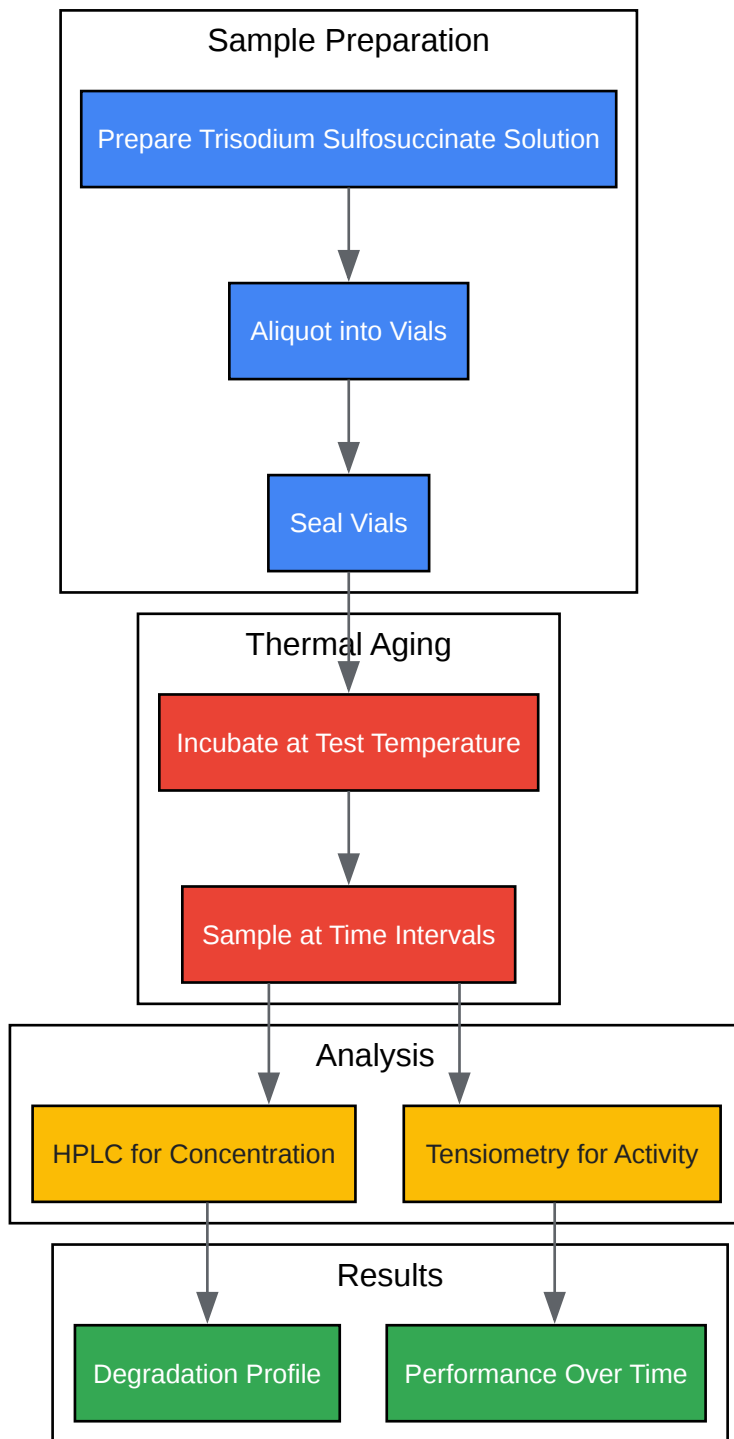 Sample Preparation
Prepare Trisodium Sulfosuccinate Solution
Aliquot into Vials
Seal Vials
Thermal Aging
Incubate at Test Temperature
Sample at Time Intervals
Analysis
HPLC for Concentration
Tensiometry for Activity
Results
Degradation Profile
Performance Over Time